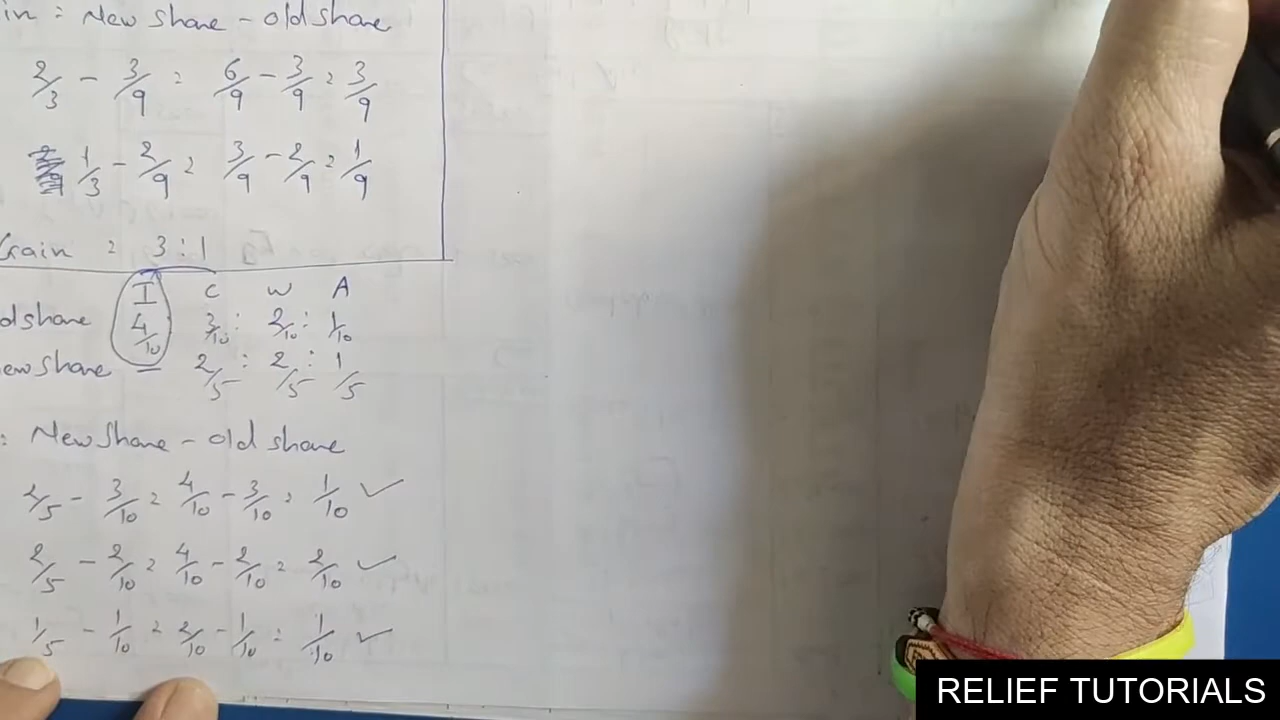 in = New share - old share
2/3 - 3/9 = 6/9 - 3/9 = 3/9
1/3 - 2/9 = 3/9 - 2/9 = 1/9
Gain = 3:1
I C W A
ld share 4/10 3/10 : 2/10 : 1/10
ew share — 2/5 : 2/5 : 1/5
: New share - old share
2/5 - 3/10 = 4/10 - 3/10 = 1/10 ✓
2/5 - 2/10 = 4/10 - 2/10 = 2/10 ✓
1/5 - 1/10 = 2/10 - 1/10 = 1/10 ✓
RELIEF TUTORIALS